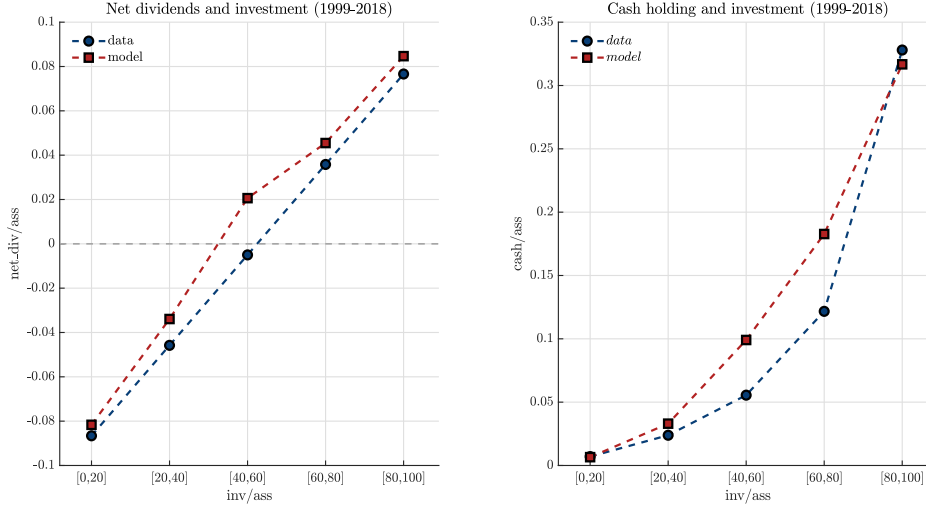 Net dividends and investment (1999-2018)
0.1
0.08
0.06
0.04
0.02
0
-0.02
-0.04
-0.06
-0.08
-0.1
net_div/ass
data
model
[0,20]
[20,40]
[40,60]
[60,80]
[80,100]
inv/ass
Cash holding and investment (1999-2018)
0.35
0.3
0.25
0.2
0.15
0.1
0.05
0
cash/ass
data
model
[0,20]
[20,40]
[40,60]
[60,80]
[80,100]
inv/ass